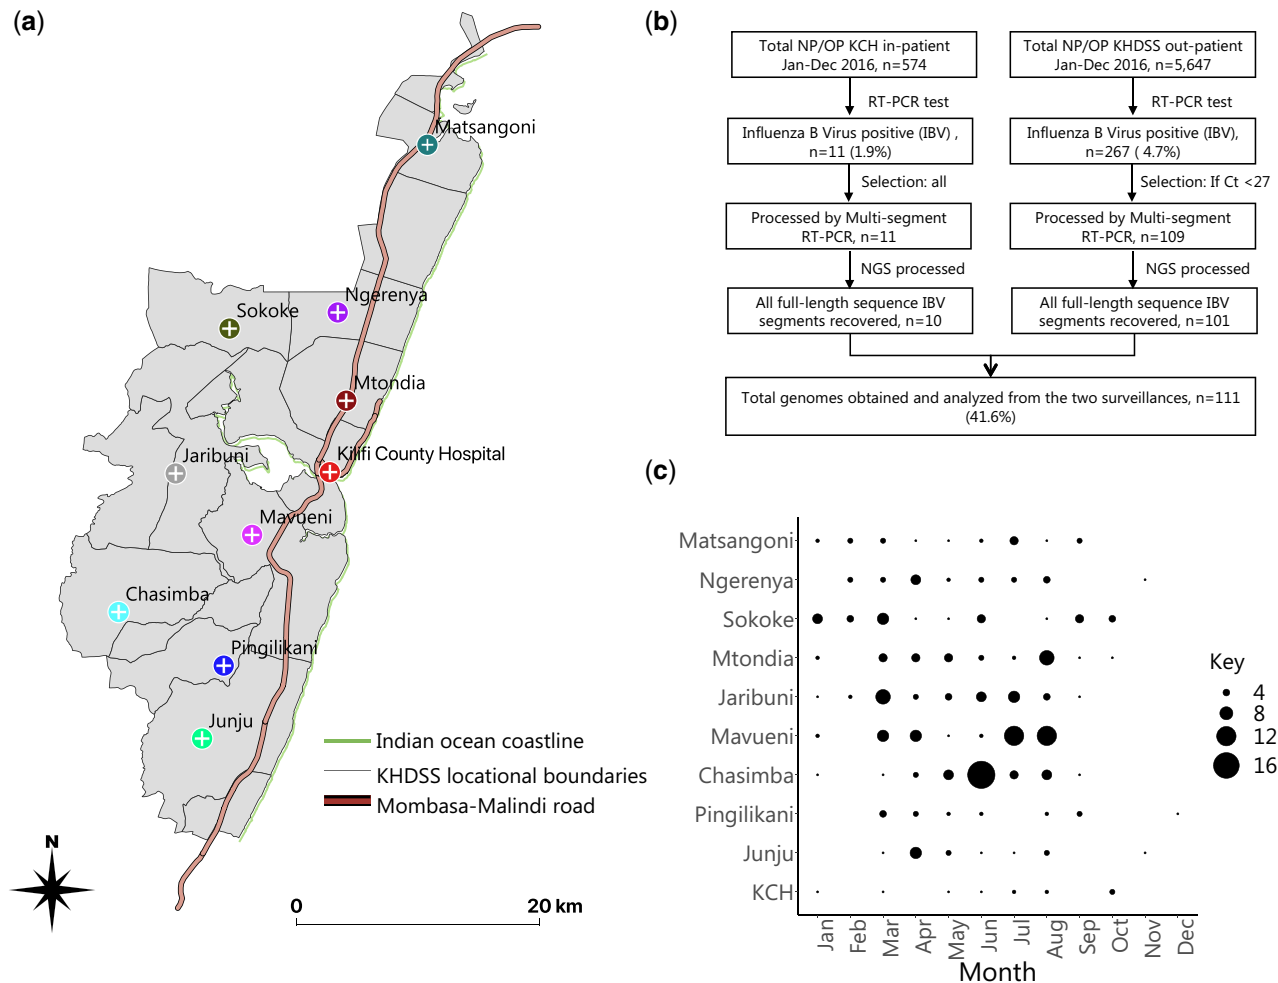 (a)
Matsangoni
Ngerenya
Sokoke
Mtondia
Kilifi County Hospital
Jaribuni
Mavueni
Chasimba
Pingilikani
Junju
Indian ocean coastline
KHDSS locational boundaries
Mombasa-Malindi road
N
0 20 km
(b)
Total NP/OP KCH in-patient
Jan-Dec 2016, n=574
RT-PCR test
Influenza B Virus positive (IBV) ,
n=11 (1.9%)
Selection: all
Processed by Multi-segment
RT-PCR, n=11
NGS processed
All full-length sequence IBV
segments recovered, n=10
Total NP/OP KHDSS out-patient
Jan-Dec 2016, n=5,647
RT-PCR test
Influenza B Virus positive (IBV),
n=267 ( 4.7%)
Selection: If Ct <27
Processed by Multi-segment
RT-PCR, n=109
NGS processed
All full-length sequence IBV
segments recovered, n=101
Total genomes obtained and analyzed from the two surveillances, n=111
(41.6%)
(c)
Matsangoni
Ngerenya
Sokoke
Mtondia
Jaribuni
Mavueni
Chasimba
Pingilikani
Junju
KCH
Jan Feb Mar Apr May Jun Jul Aug Sep Oct Nov Dec
Month
Key
4
8
12
16